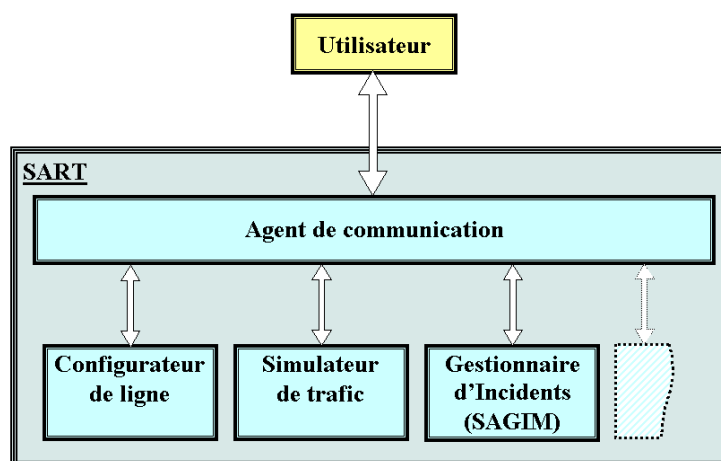 Utilisateur
SART
Agent de communication
Configurateur
de ligne
Simulateur
de trafic
Gestionnaire
d'Incidents
(SAGIM)